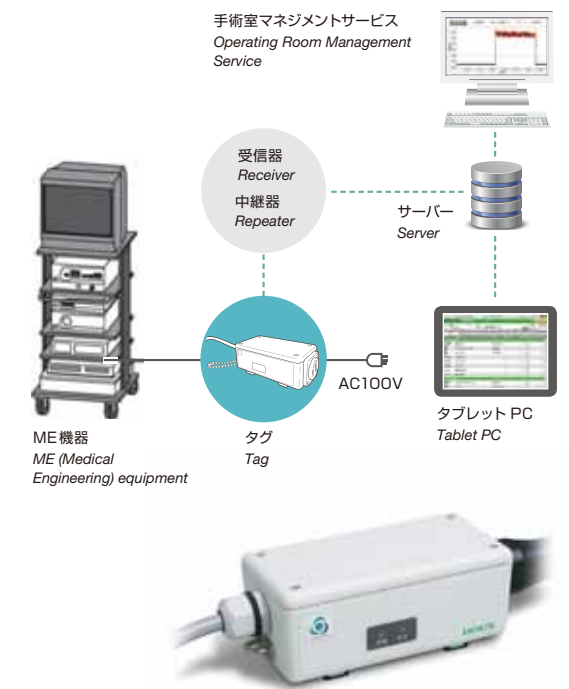 手術室マネジメントサービス
Operating Room Management
Service
受信器
Receiver
中継器
Repeater
サーバー
Server
AC100V
ME機器
ME (Medical
Engineering) equipment
タグ
Tag
タブレット PC
Tablet PC